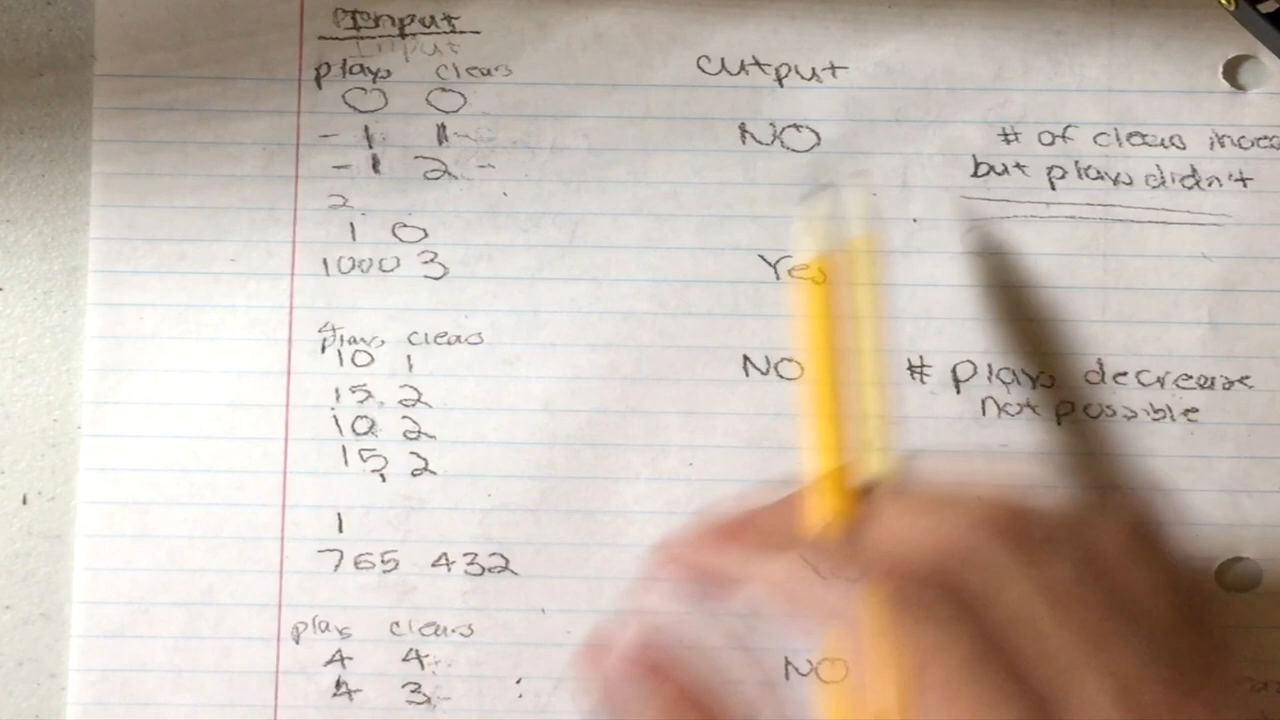 Input
Input
plays clears output
0 0
- 1 1 - NO # of clears
- 1 2 - but plays didn't
2
1 0
1000 3 Yes
4
plays clears
10 1 NO # plays decrease
15 2 not possible
10 2
15 2
1
765 432
plays clears
4 4 NO
4 3